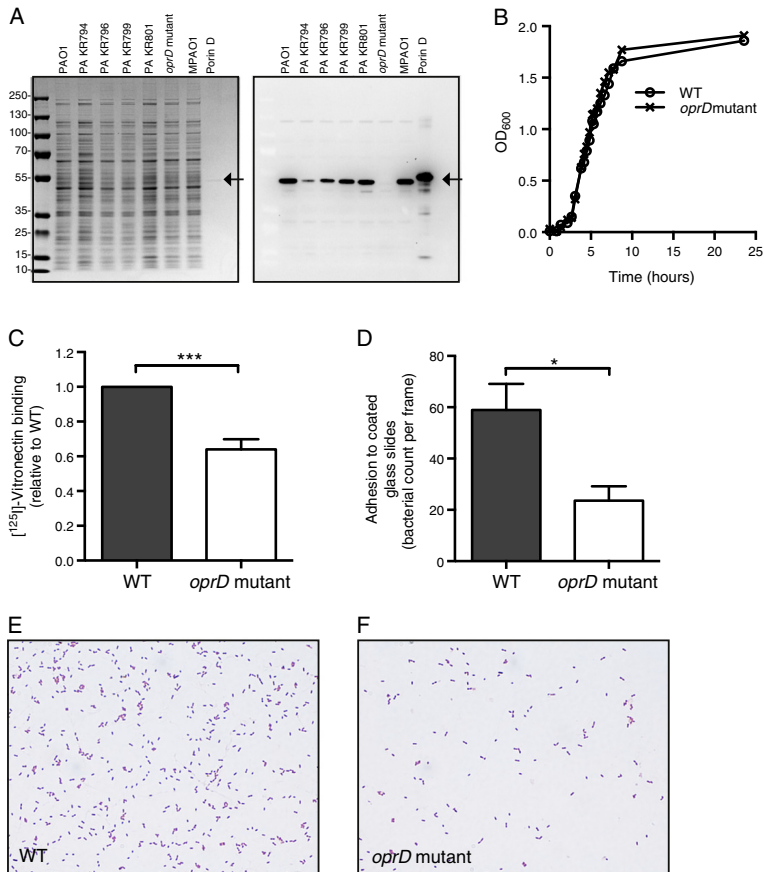 A
PAO1
PA KR794
PA KR796
PA KR799
PA KR801
oprD mutant
MPAO1
Porin D
250-
130-
100-
70-
55-
35-
25-
15-
10-
PAO1
PA KR794
PA KR796
PA KR799
PA KR801
oprD mutant
MPAO1
Porin D
B
2.0
1.5
1.0
0.5
0.0
OD600
WT
oprDmutant
0 5 10 15 20 25
Time (hours)
C
[125I]-Vitronectin binding
(relative to WT)
1.2
1.0
0.8
0.6
0.4
0.2
0.0
***
WT oprD mutant
D
Adhesion to coated
glass slides
(bacterial count per frame)
80
60
40
20
0
*
WT oprD mutant
E
WT
F
oprD mutant